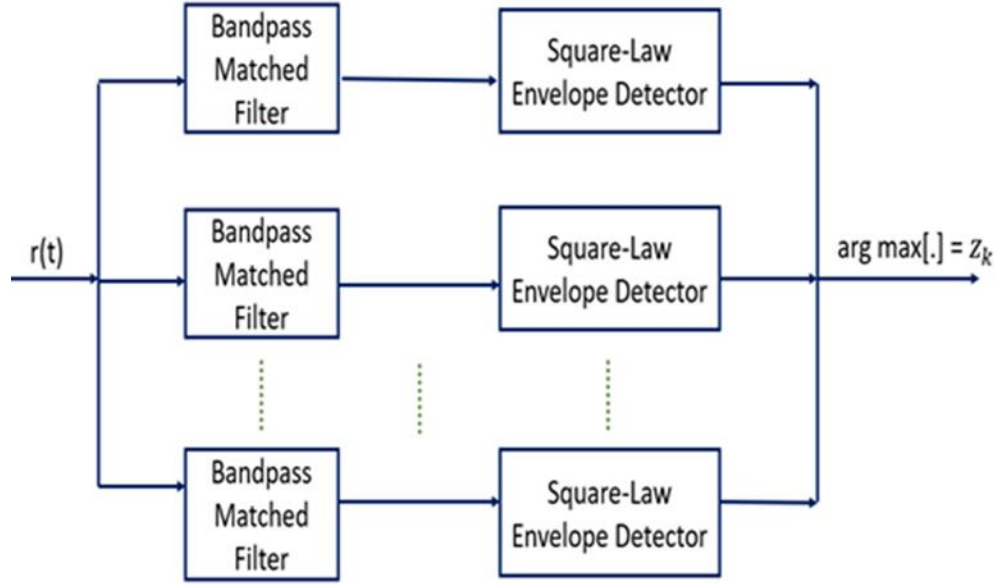 Bandpass
Matched
Filter
Square-Law
Envelope Detector
r(t)
Bandpass
Matched
Filter
Square-Law
Envelope Detector
arg max[.] = z_k
Bandpass
Matched
Filter
Square-Law
Envelope Detector